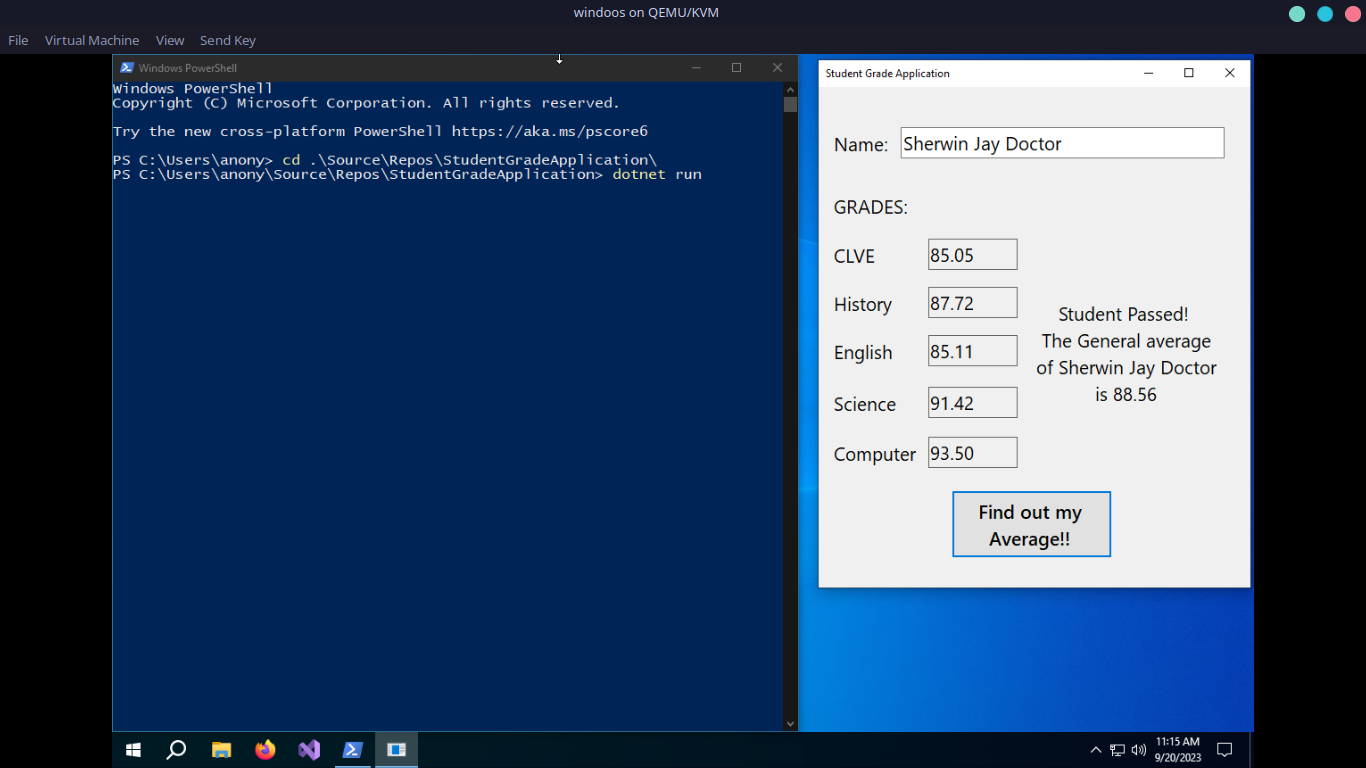 windoos on QEMU/KVM
File Virtual Machine View Send Key
Windows PowerShell
Windows PowerShell
Copyright (C) Microsoft Corporation. All rights reserved.
Try the new cross-platform PowerShell https://aka.ms/pscore6
PS C:\Users\anony> cd .\Source\Repos\StudentGradeApplication\
PS C:\Users\anony\Source\Repos\StudentGradeApplication> dotnet run
Student Grade Application
Name: Sherwin Jay Doctor
GRADES:
CLVE 85.05
History 87.72
English 85.11
Science 91.42
Computer 93.50
Student Passed!
The General average
of Sherwin Jay Doctor
is 88.56
Find out my
Average!!
11:15 AM
9/20/2023